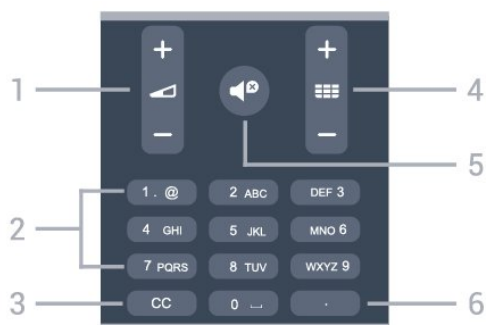 + +
1 4
- -
5
1 . @ 2 ABC DEF 3
2 4 GHI 5 JKL MNO 6
7 PQRS 8 TUV WXYZ 9
3 CC 0 ⎵ . 6